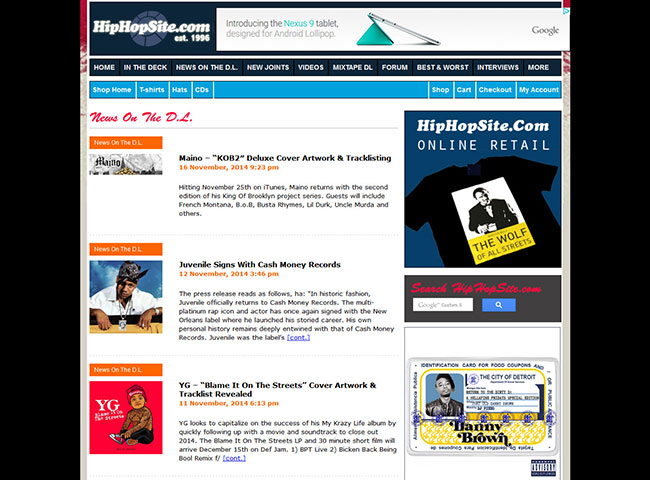 HipHopSite.com
est. 1996
Introducing the Nexus 9 tablet,
designed for Android Lollipop.
Google
HOME IN THE DECK NEWS ON THE D.L. NEW JOINTS VIDEOS MIXTAPE DL FORUM BEST & WORST INTERVIEWS MORE
Shop Home T-shirts Hats CDs Shop Cart Checkout My Account
News On The D.L.
News On The D.L.
Maino
Maino – “KOB2” Deluxe Cover Artwork & Tracklisting
16 November, 2014 9:23 pm
Hitting November 25th on iTunes, Maino returns with the second
edition of his King Of Brooklyn project series. Guests will include
French Montana, B.o.B, Busta Rhymes, Lil Durk, Uncle Murda and
others.
News On The D.L.
Juvenile Signs With Cash Money Records
12 November, 2014 3:46 pm
The press release reads as follows, ha: “In historic fashion,
Juvenile officially returns to Cash Money Records. The multi-
platinum rap icon and actor has once again signed with the New
Orleans label where he launched his storied career. His own
personal history remains deeply entwined with that of Cash Money
Records. Juvenile was the label’s [cont.]
News On The D.L.
YG
Blame It On
The Streets
YG – “Blame It On The Streets” Cover Artwork &
Tracklist Revealed
11 November, 2014 6:13 pm
YG looks to capitalize on the success of his My Krazy Life album by
quickly following up with a movie and soundtrack to close out
2014. The Blame It On The Streets LP and 30 minute short film will
arrive December 15th on Def Jam. 1) BPT Live 2) Bicken Back Being
Bool Remix f/ [cont.]
HipHopSite.Com
ONLINE RETAIL
THE WOLF
OF ALL STREETS
Search HipHopSite.com
Google
IDENTIFICATION CARD FOR FOOD COUPONS AND
THE CITY OF DETROIT
Danny
Brown
PARENTAL
ADVISORY
EXPLICIT CONTENT